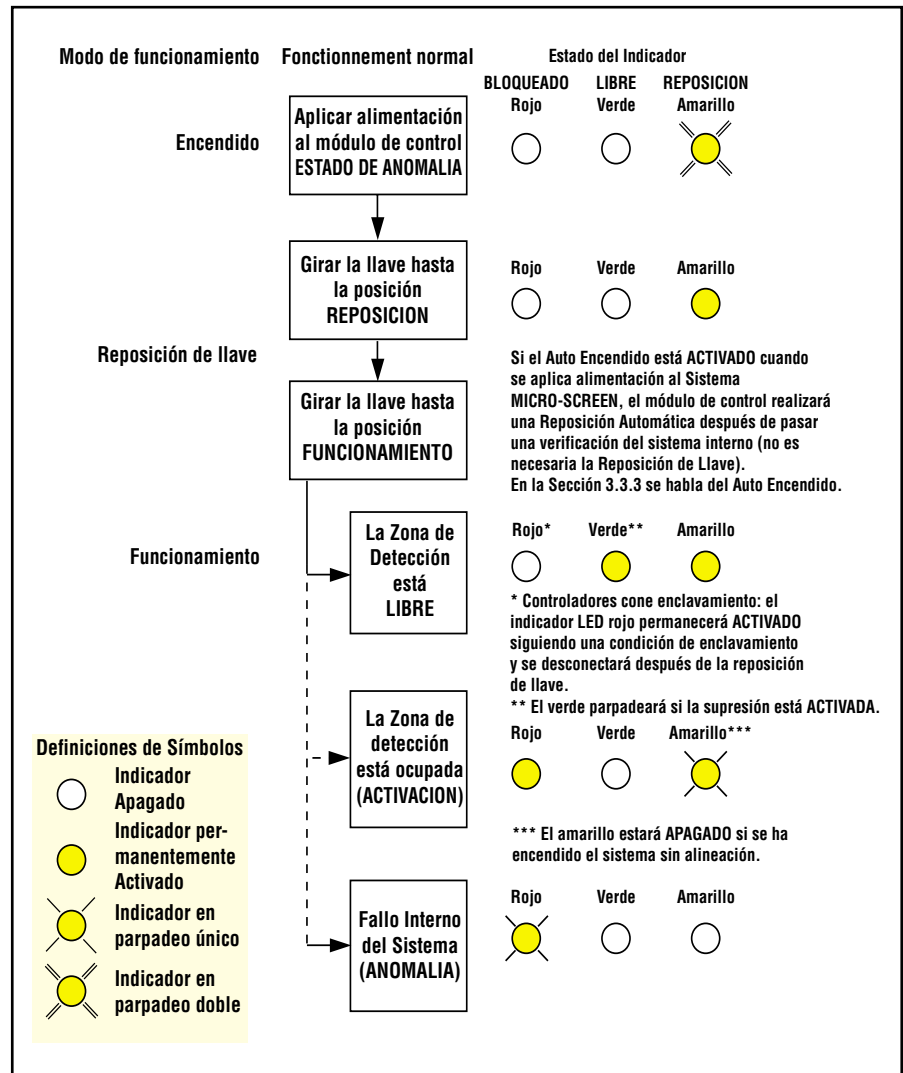 Modo de funcionamiento
Fonctionnement normal
Estado del Indicador
BLOQUEADO LIBRE REPOSICION
Rojo Verde Amarillo
Encendido
Aplicar alimentación
al módulo de control
ESTADO DE ANOMALIA
Girar la llave hasta
la posición
REPOSICION
Rojo Verde Amarillo
Reposición de llave
Girar la llave hasta
la posición
FUNCIONAMIENTO
Si el Auto Encendido está ACTIVADO cuando
se aplica alimentación al Sistema
MICRO-SCREEN, el módulo de control realizará
una Reposición Automática después de pasar
una verificación del sistema interno (no es
necesaria la Reposición de Llave).
En la Sección 3.3.3 se habla del Auto Encendido.
Funcionamiento
La Zona de
Detección
está
LIBRE
Rojo* Verde** Amarillo
* Controladores cone enclavamiento: el
indicador LED rojo permanecerá ACTIVADO
siguiendo una condición de enclavamiento
y se desconectará después de la reposición
de llave.
** El verde parpadeará si la supresión está ACTIVADA.
La Zona de
detección
está ocupada
(ACTIVACION)
Rojo Verde Amarillo***
*** El amarillo estará APAGADO si se ha
encendido el sistema sin alineación.
Fallo Interno
del Sistema
(ANOMALIA)
Rojo Verde Amarillo
Definiciones de Símbolos
Indicador
Apagado
Indicador per-
manentemente
Activado
Indicador en
parpadeo único
Indicador en
parpadeo doble